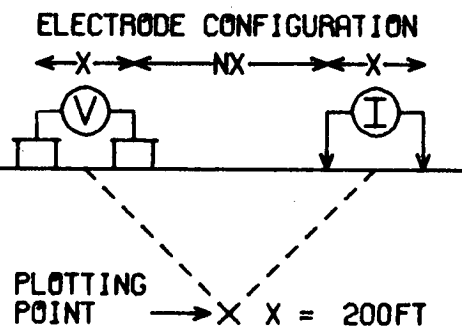 ELECTRODE CONFIGURATION
X NX X
V I
PLOTTING
POINT X X = 200FT